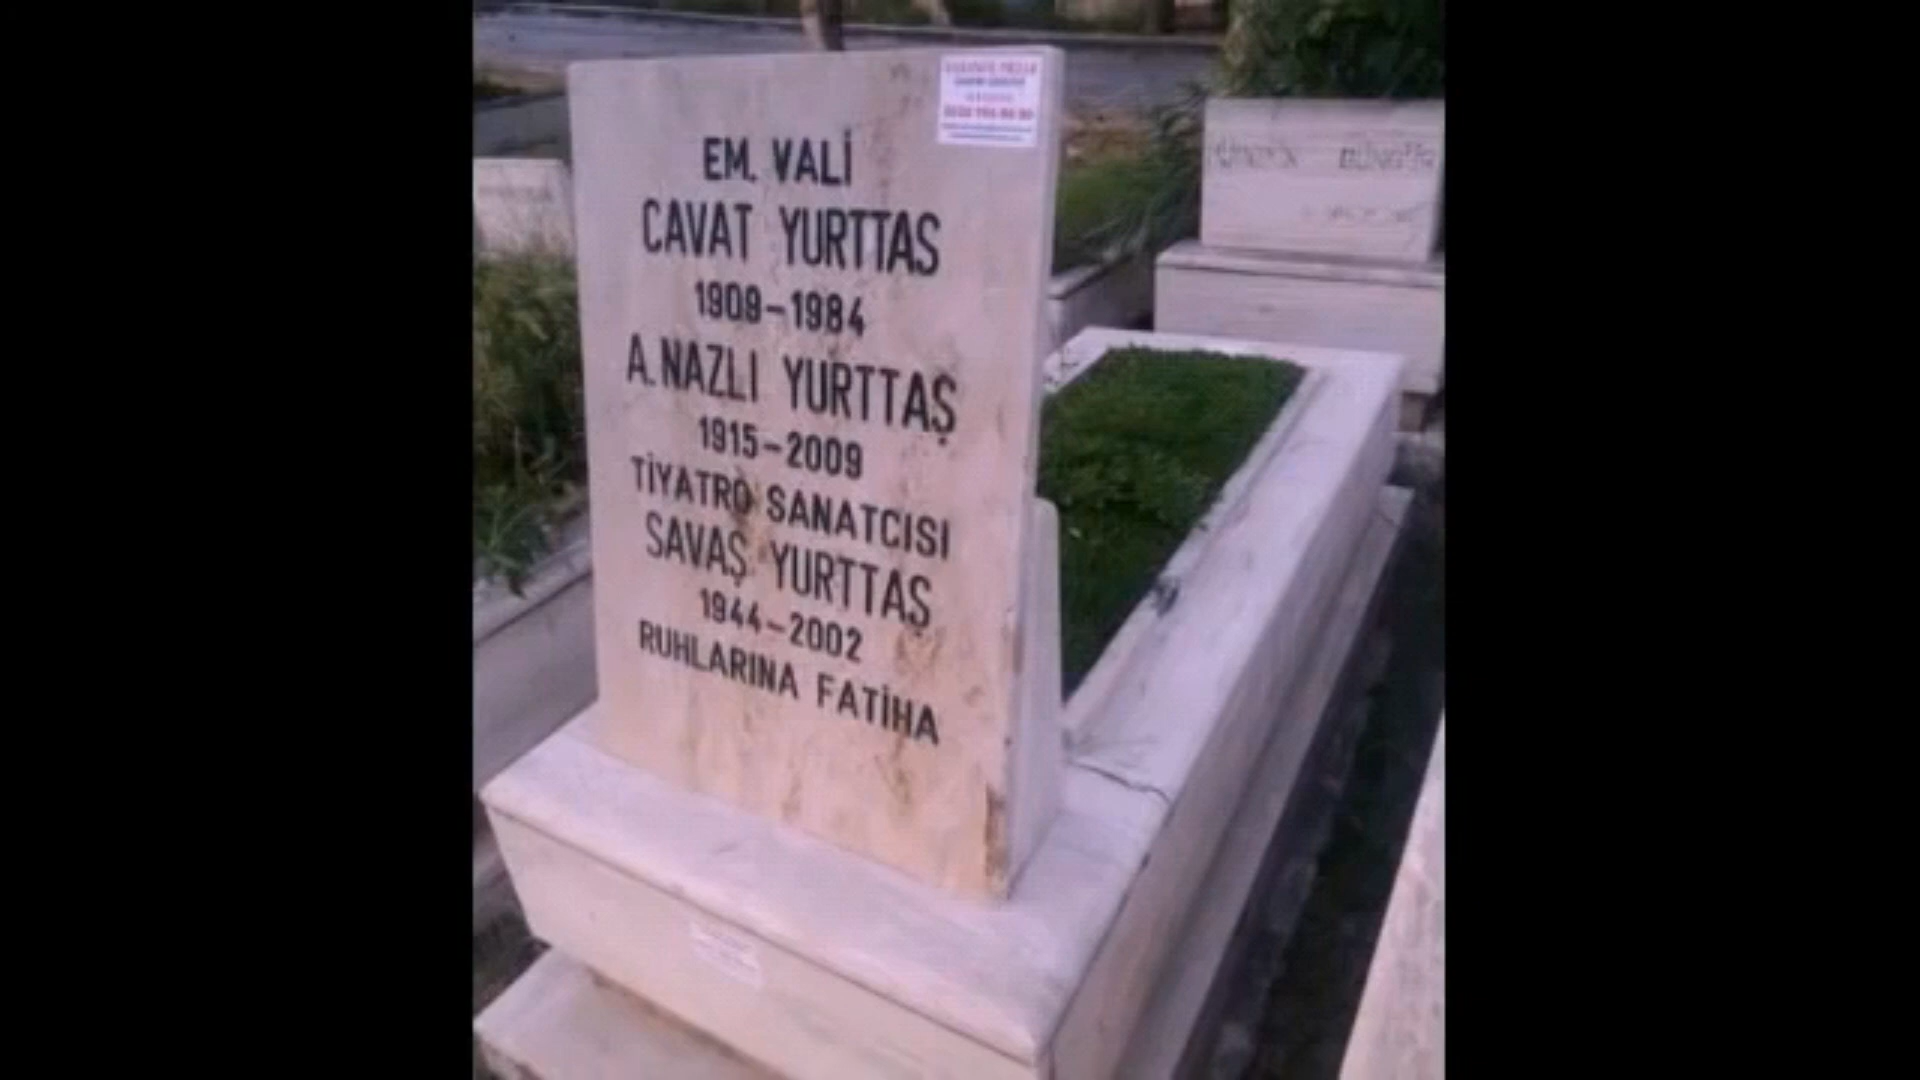 EM. VALİ
CAVAT YURTTAS
1909-1984
A.NAZLI YURTTAŞ
1915-2009
TİYATRO SANATCISI
SAVAŞ YURTTAŞ
1944-2002
RUHLARINA FATİHA